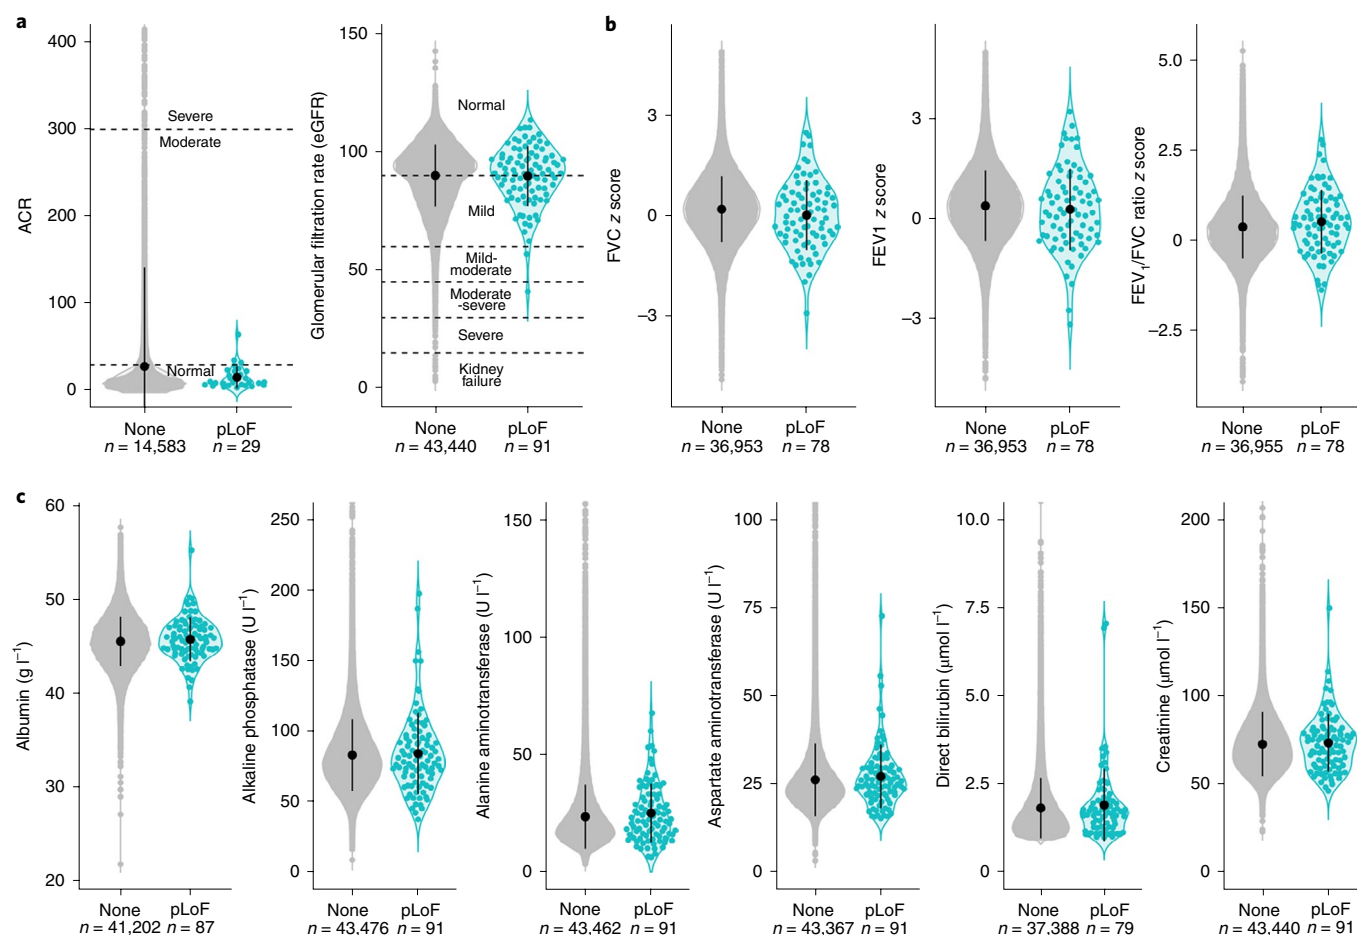 a
ACR
400
300
200
100
0
Severe
Moderate
Normal
None
n = 14,583
pLoF
n = 29
Glomerular filtration rate (eGFR)
150
100
50
0
Normal
Mild
Mild-
moderate
Moderate
-severe
Severe
Kidney
failure
None
n = 43,440
pLoF
n = 91
b
FVC z score
3
0
–3
None
n = 36,953
pLoF
n = 78
FEV1 z score
3
0
–3
None
n = 36,953
pLoF
n = 78
FEV₁/FVC ratio z score
5.0
2.5
0
–2.5
None
n = 36,955
pLoF
n = 78
c
Albumin (g l⁻¹)
60
50
40
30
20
None
n = 41,202
pLoF
n = 87
Alkaline phosphatase (U l⁻¹)
250
200
150
100
50
0
None
n = 43,476
pLoF
n = 91
Alanine aminotransferase (U l⁻¹)
150
100
50
0
None
n = 43,462
pLoF
n = 91
Aspartate aminotransferase (U l⁻¹)
100
75
50
25
0
None
n = 43,367
pLoF
n = 91
Direct bilirubin (μmol l⁻¹)
10.0
7.5
5.0
2.5
0
None
n = 37,388
pLoF
n = 79
Creatinine (μmol l⁻¹)
200
150
100
50
0
None
n = 43,440
pLoF
n = 91